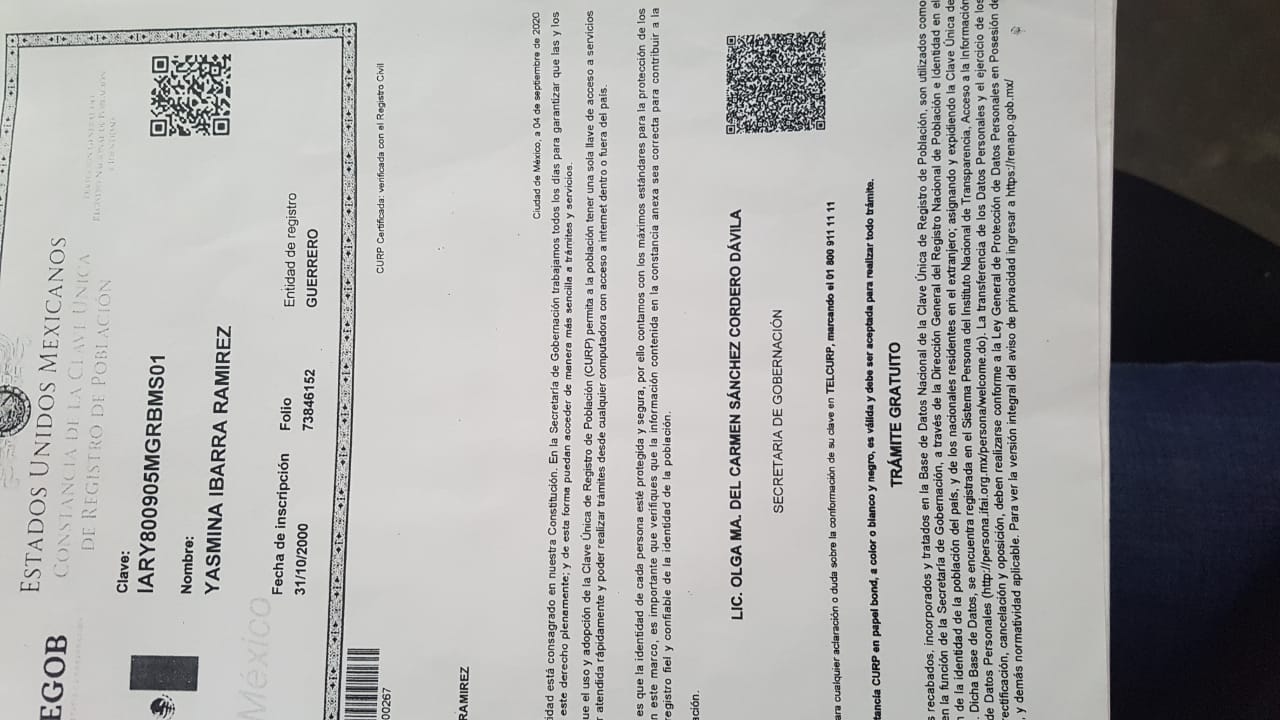 EGOB
ESTADOS UNIDOS MEXICANOS
CONSTANCIA DE LA CLAVE ÚNICA
DE REGISTRO DE POBLACIÓN
DIRECCIÓN GENERAL DEL
REGISTRO NACIONAL DE POBLACIÓN
E IDENTIDAD
México
Clave:
IARY800905MGRBMS01
Nombre:
YASMINA IBARRA RAMIREZ
Fecha de inscripción
Folio
Entidad de registro
31/10/2000
73846152
GUERRERO
00267
CURP Certificada: verificada con el Registro Civil
RAMIREZ
Ciudad de México, a 04 de septiembre de 2020
idad está consagrado en nuestra Constitución. En la Secretaría de Gobernación trabajamos todos los días para garantizar que las y los
este derecho plenamente; y de esta forma puedan acceder de manera más sencilla a trámites y servicios.
ue el uso y adopción de la Clave Única de Registro de Población (CURP) permita a la población tener una sola llave de acceso a servicios
r atendida rápidamente y poder realizar trámites desde cualquier computadora con acceso a internet dentro o fuera del país.
es que la identidad de cada persona esté protegida y segura, por ello contamos con los máximos estándares para la protección de los
n este marco, es importante que verifiques que la información contenida en la constancia anexa sea correcta para contribuir a la
registro fiel y confiable de la identidad de la población.
ación.
LIC. OLGA MA. DEL CARMEN SÁNCHEZ CORDERO DÁVILA
SECRETARIA DE GOBERNACIÓN
ara cualquier aclaración o duda sobre la conformación de su clave en TELCURP, marcando el 01 800 911 11 11
tancia CURP en papel bond, a color o blanco y negro, es válida y debe ser aceptada para realizar todo trámite.
TRÁMITE GRATUITO
s recabados, incorporados y tratados en la Base de Datos Nacional de la Clave Única de Registro de Población, son utilizados como
en la función de la Secretaría de Gobernación, a través de la Dirección General del Registro Nacional de Población e Identidad en el
n de la identidad de la población del país, y de los nacionales residentes en el extranjero; asignando y expidiendo la Clave Única de
. Dicha Base de Datos, se encuentra registrada en el Sistema Persona del Instituto Nacional de Transparencia, Acceso a la Información
de Datos Personales (http://persona.ifai.org.mx/persona/welcome.do). La transferencia de los Datos Personales y el ejercicio de los
rectificación, cancelación y oposición, deben realizarse conforme a la Ley General de Protección de Datos Personales en Posesión de
, y demás normatividad aplicable. Para ver la versión integral del aviso de privacidad ingresar a https://renapo.gob.mx/